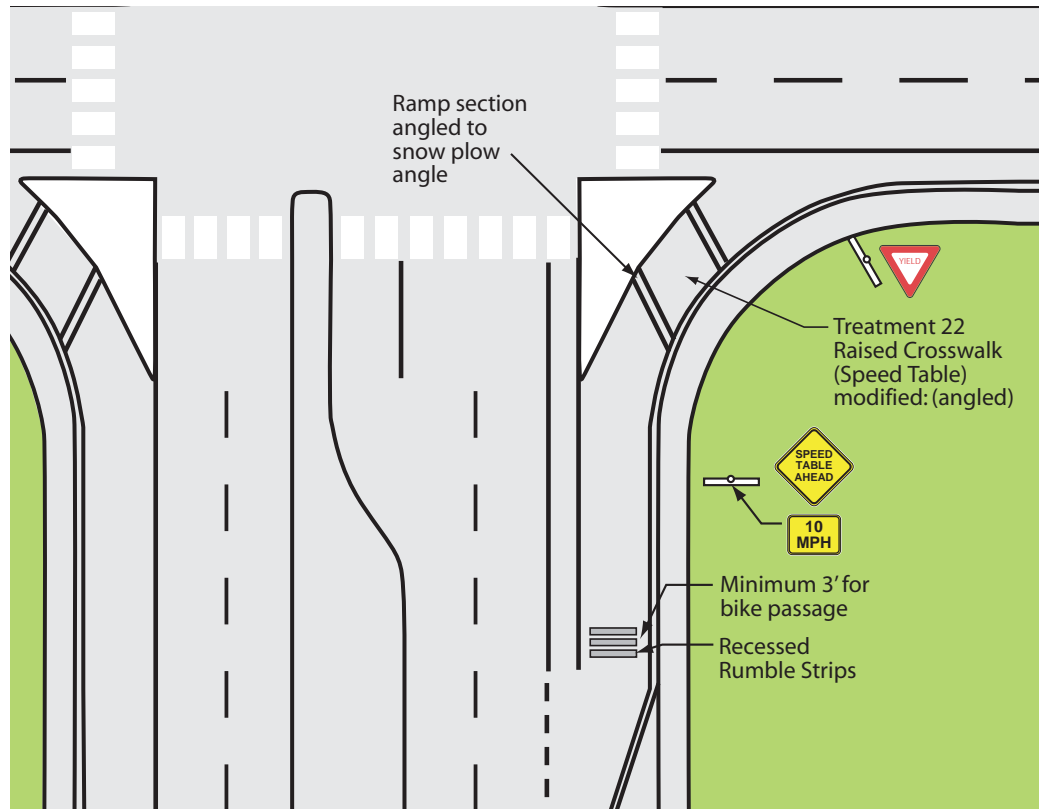 Ramp section
angled to
snow plow
angle
YIELD
Treatment 22
Raised Crosswalk
(Speed Table)
modified: (angled)
SPEED
TABLE
AHEAD
10
MPH
Minimum 3’ for
bike passage
Recessed
Rumble Strips